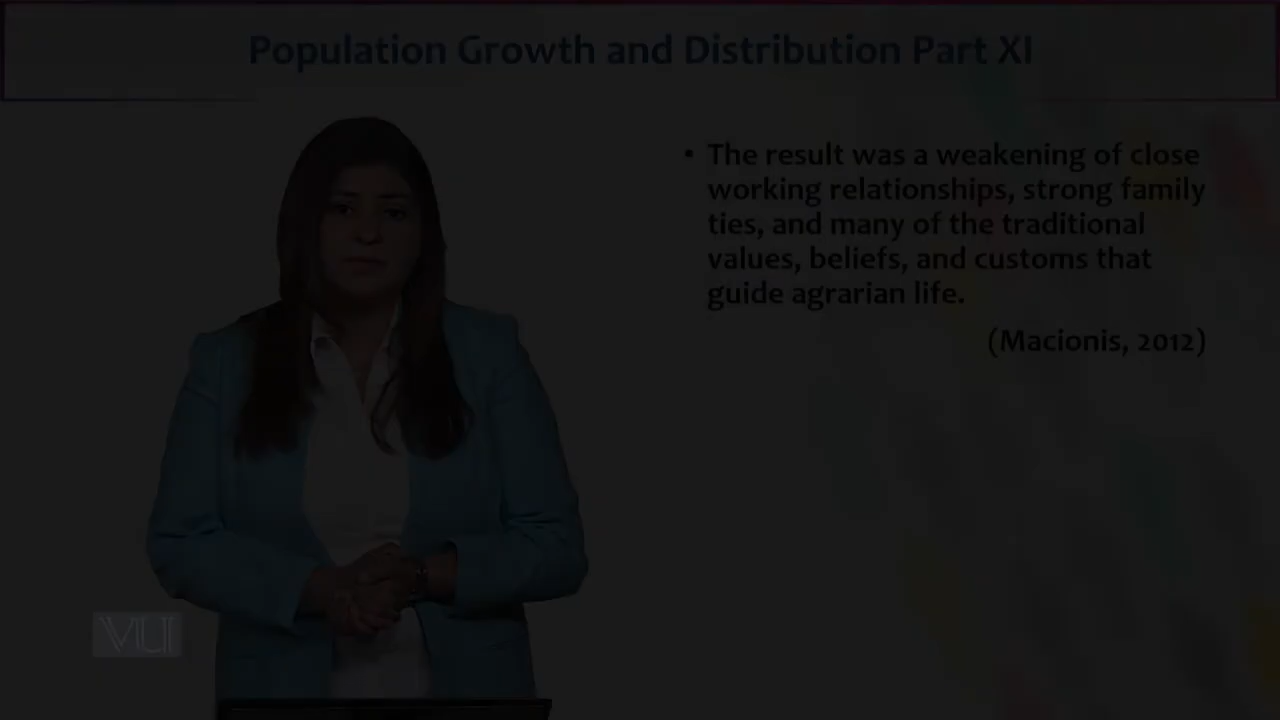 Population Growth and Distribution Part XI
• The result was a weakening of close
working relationships, strong family
ties, and many of the traditional
values, beliefs, and customs that
guide agrarian life.
(Macionis, 2012)
VU